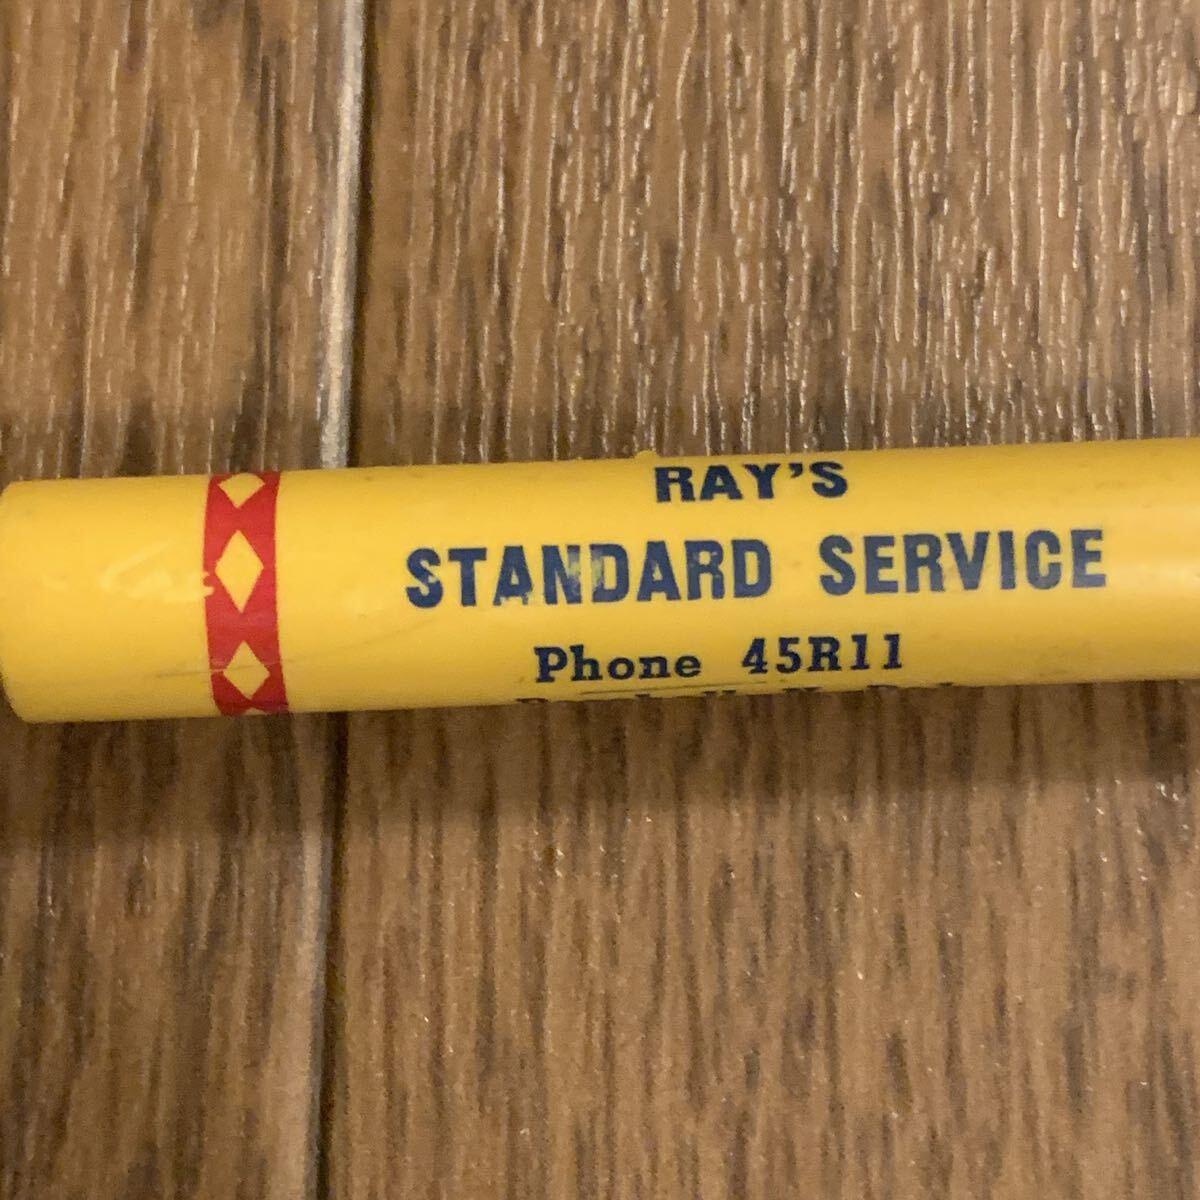 RAY'S
STANDARD SERVICE
Phone 45R11